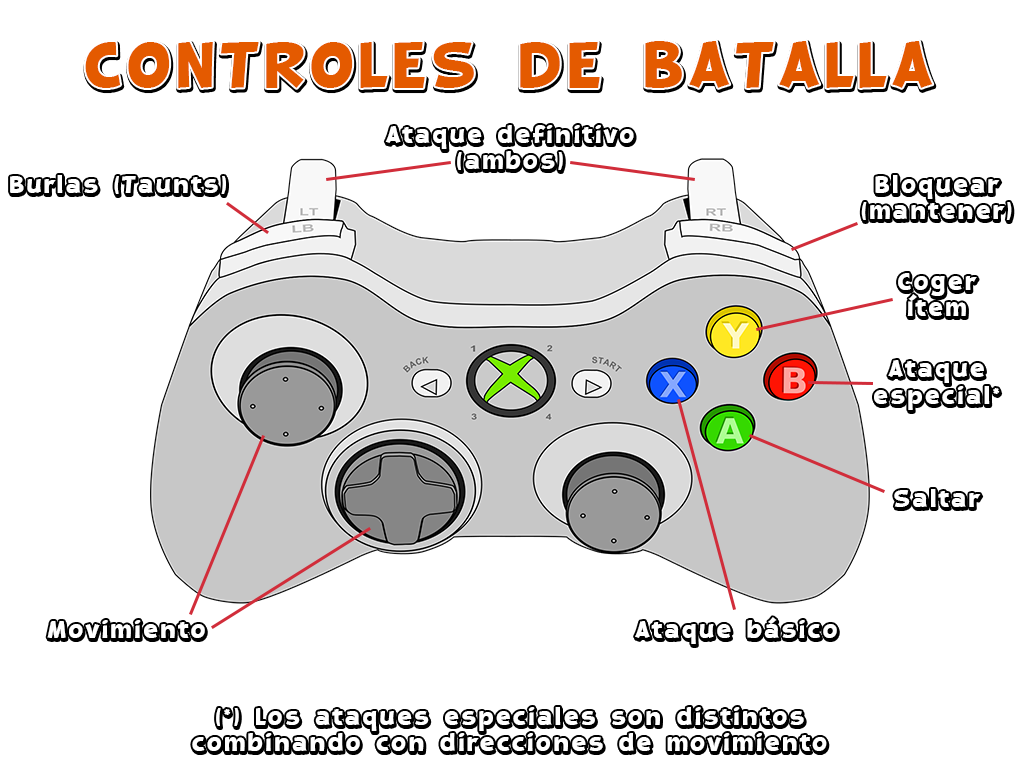 CONTROLES DE BATALLA
Ataque definitivo
(ambos)
Burlas (Taunts)
Bloquear
(mantener)
LT
RT
LB
RB
Coger
ítem
Y
BACK
1
2
START
X
B
Ataque
especial*
3
4
A
Saltar
Movimiento
Ataque básico
(*) Los ataques especiales son distintos
combinando con direcciones de movimiento